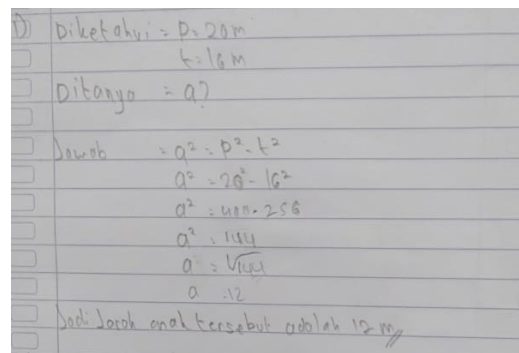 1) Diketahui = p = 20 m
t = 16 m
Ditanya = a?
Jawab = a² = p² - t²
a² = 20² - 16²
a² = 400 - 256
a² = 144
a = √144
a = 12
Jadi Jarak anak tersebut adalah 12 m